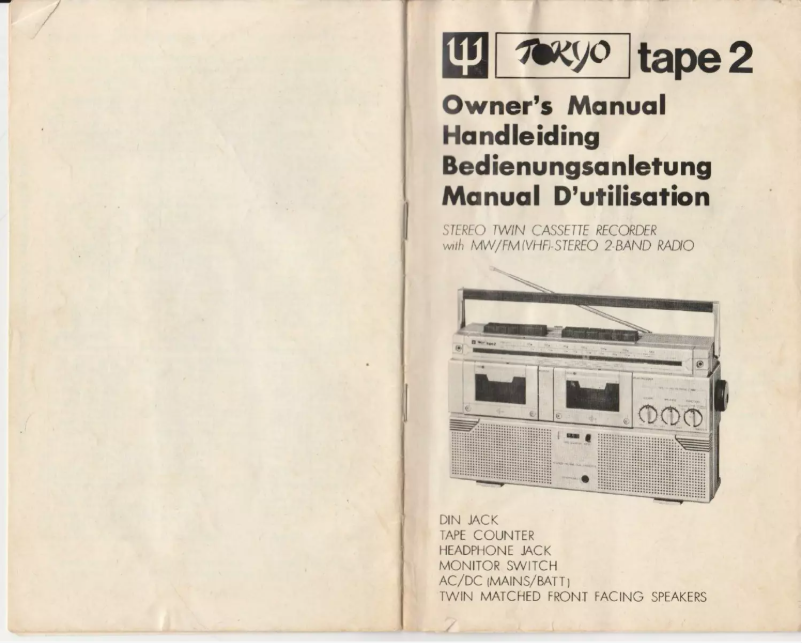 TOKYO tape 2
Owner's Manual
Handleiding
Bedienungsanletung
Manual D'utilisation
STEREO TWIN CASSETTE RECORDER
with MW/FM(VHF)-STEREO 2-BAND RADIO
DIN JACK
TAPE COUNTER
HEADPHONE JACK
MONITOR SWITCH
AC/DC (MAINS/BATT)
TWIN MATCHED FRONT FACING SPEAKERS